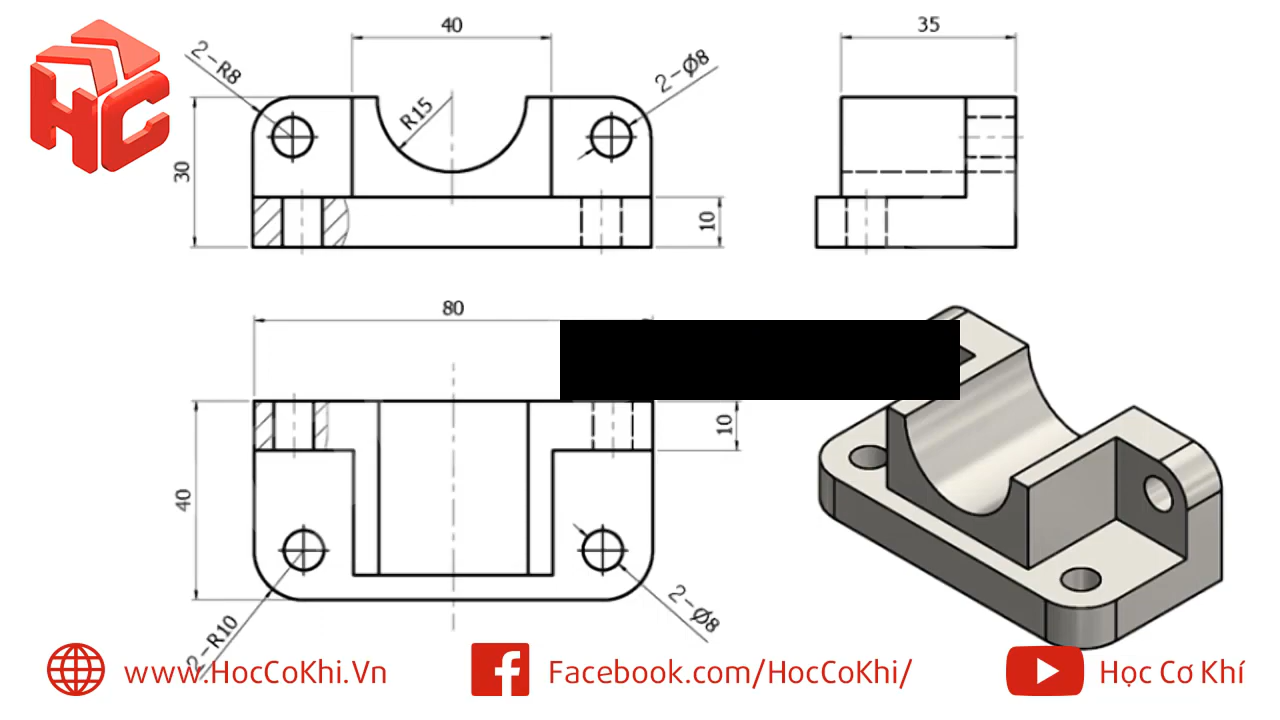 HC
40
35
2-R8
2-Ø8
R15
30
10
80
10
40
2-R10
2-Ø8
www.HocCoKhi.Vn
Facebook.com/HocCoKhi/
Học Cơ Khí